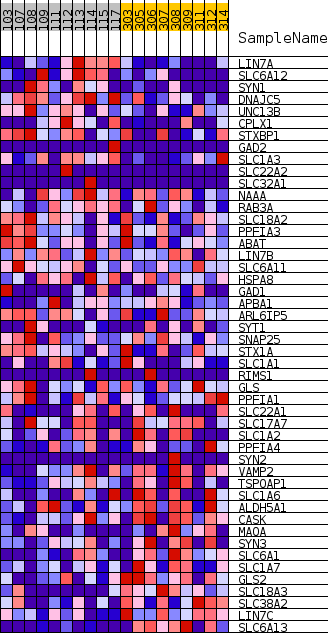 103 107 108 109 111 112 113 114 115 117 303 305 306 307 308 309 311 312 314
SampleName
LIN7A
SLC6A12
SYN1
DNAJC5
UNC13B
CPLX1
STXBP1
GAD2
SLC1A3
SLC22A2
SLC32A1
NAAA
RAB3A
SLC18A2
PPFIA3
ABAT
LIN7B
SLC6A11
HSPA8
GAD1
APBA1
ARL6IP5
SYT1
SNAP25
STX1A
SLC1A1
RIMS1
GLS
PPFIA1
SLC22A1
SLC17A7
SLC1A2
PPFIA4
SYN2
VAMP2
TSPOAP1
SLC1A6
ALDH5A1
CASK
MAOA
SYN3
SLC6A1
SLC1A7
GLS2
SLC18A3
SLC38A2
LIN7C
SLC6A13